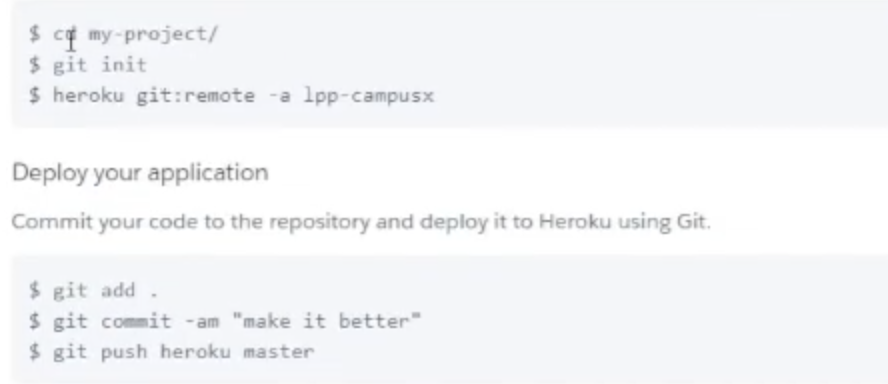 $ cd my-project/
$ git init
$ heroku git:remote -a lpp-campusx
Deploy your application
Commit your code to the repository and deploy it to Heroku using Git.
$ git add .
$ git commit -am "make it better"
$ git push heroku master